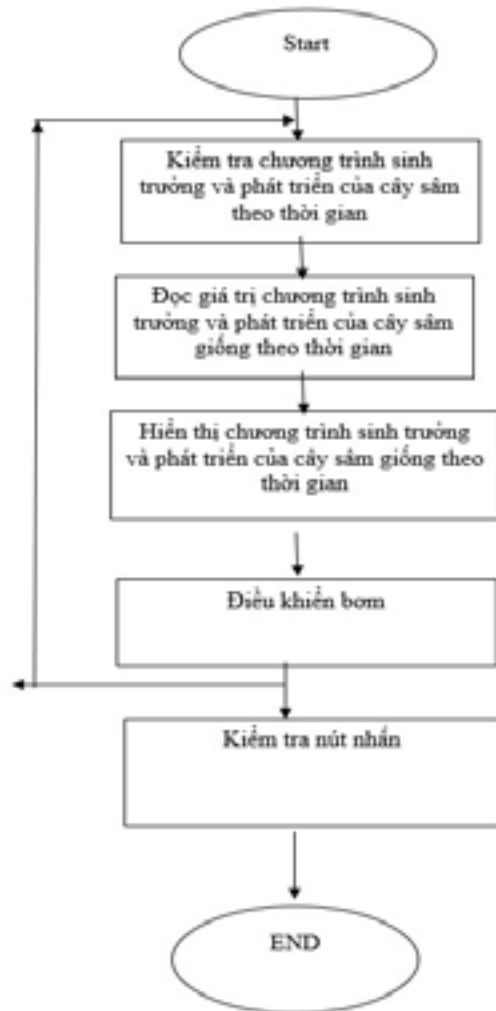 Start
Kiểm tra chương trình sinh
trưởng và phát triển của cây sâm
theo thời gian
Đọc giá trị chương trình sinh
trưởng và phát triển của cây sâm
giống theo thời gian
Hiển thị chương trình sinh trưởng
và phát triển của cây sâm giống theo
thời gian
Điều khiển bơm
Kiểm tra nút nhấn
END